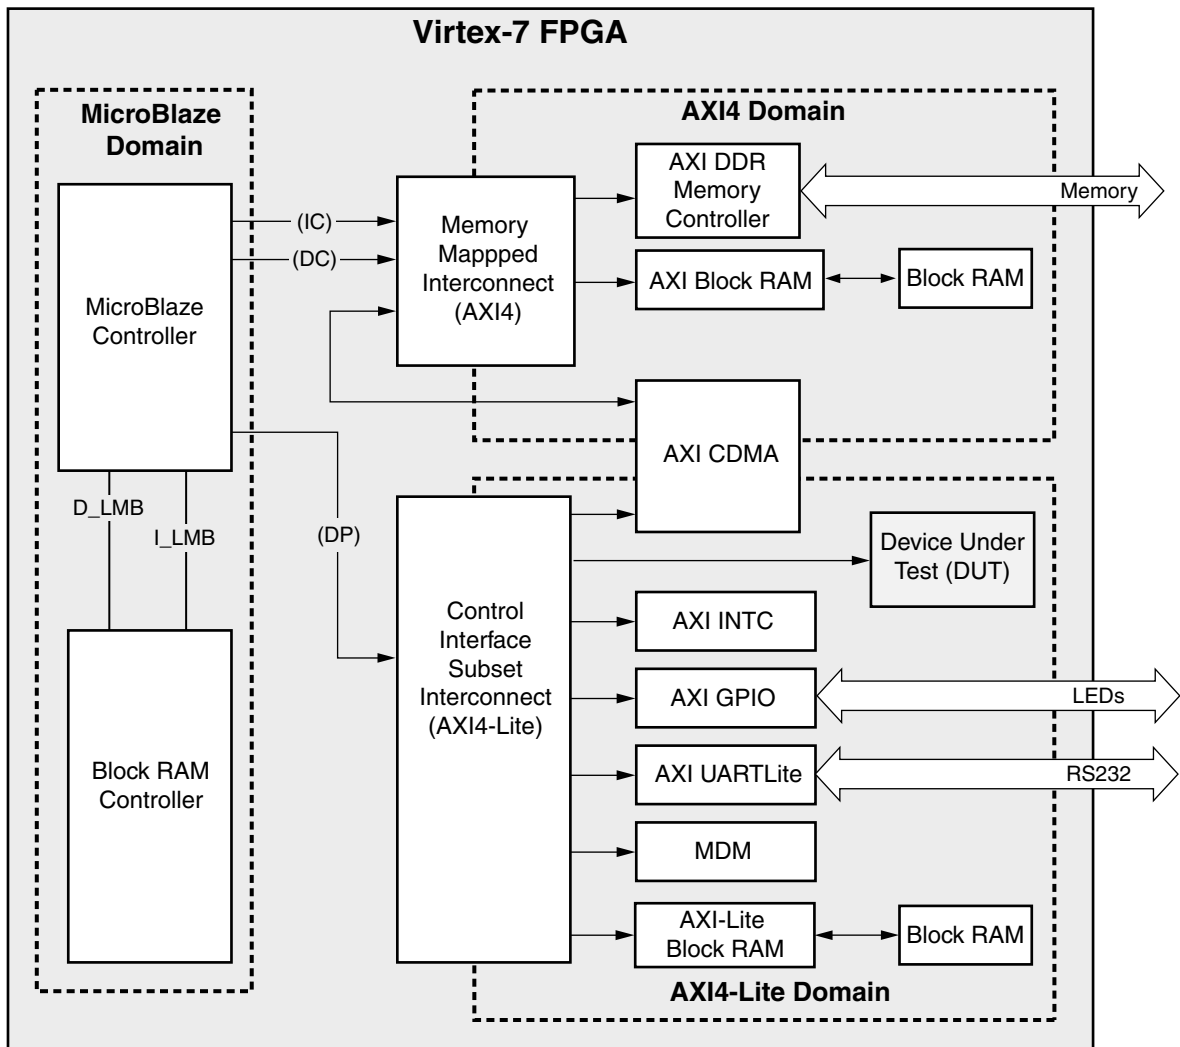 Virtex-7 FPGA
MicroBlaze
Domain
MicroBlaze
Controller
D_LMB
I_LMB
Block RAM
Controller
(IC)
(DC)
(DP)
AXI4 Domain
Memory
Mappped
Interconnect
(AXI4)
AXI DDR
Memory
Controller
Memory
AXI Block RAM
Block RAM
AXI CDMA
Control
Interface
Subset
Interconnect
(AXI4-Lite)
Device Under
Test (DUT)
AXI INTC
AXI GPIO
LEDs
AXI UARTLite
RS232
MDM
AXI-Lite
Block RAM
Block RAM
AXI4-Lite Domain